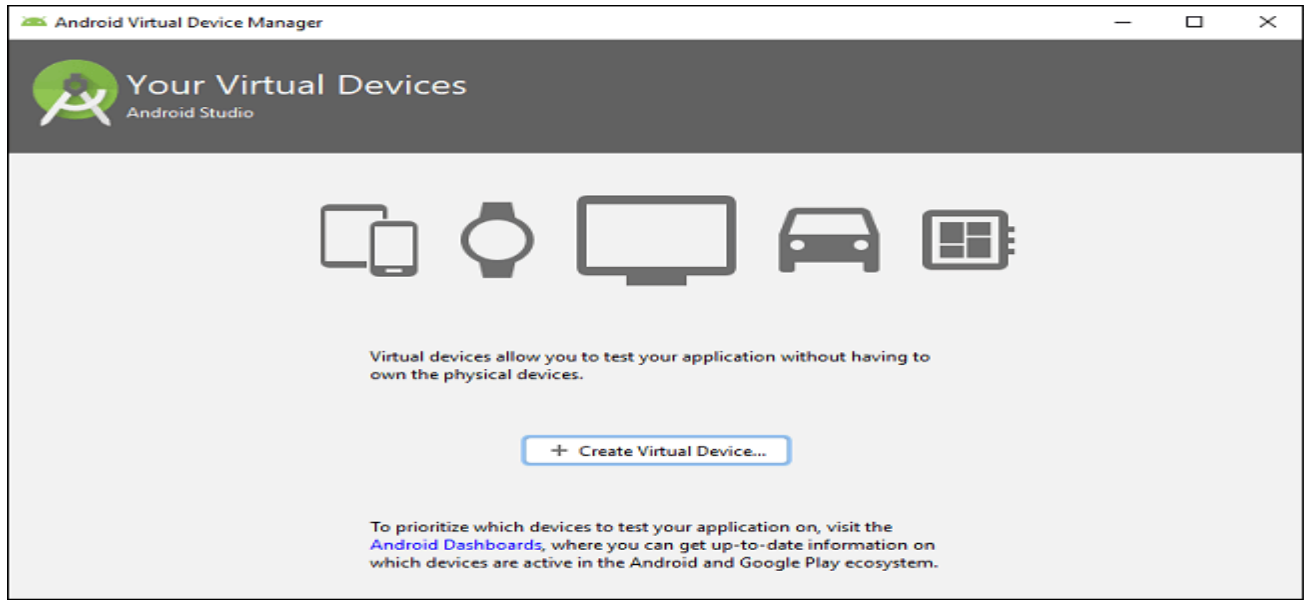 Android Virtual Device Manager
Your Virtual Devices
Android Studio
Virtual devices allow you to test your application without having to
own the physical devices.
+ Create Virtual Device...
To prioritize which devices to test your application on, visit the
Android Dashboards, where you can get up-to-date information on
which devices are active in the Android and Google Play ecosystem.